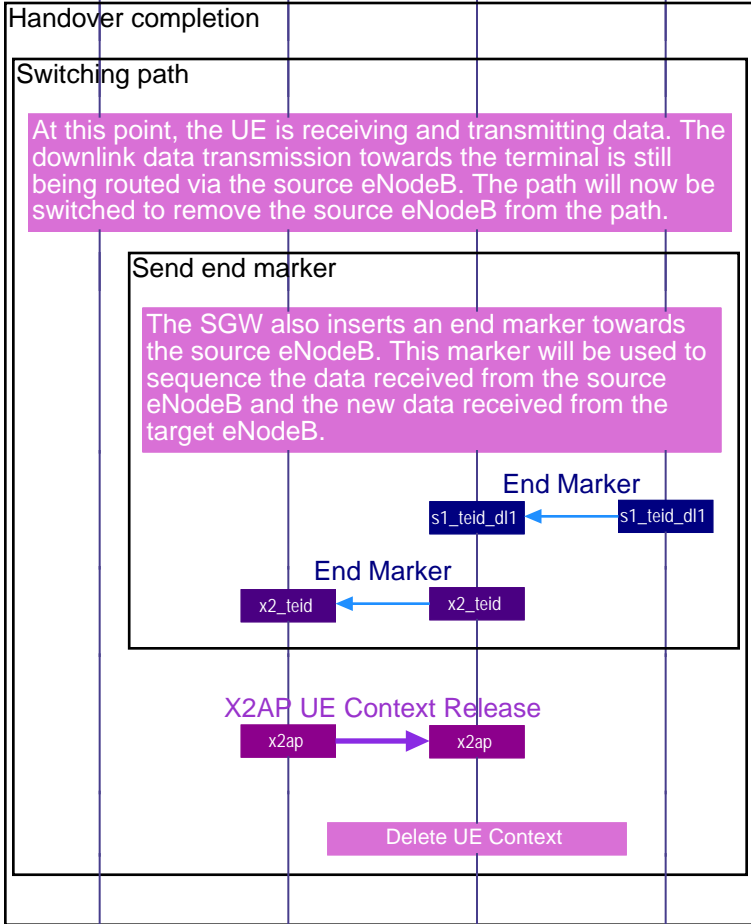 Handover completion
Switching path
At this point, the UE is receiving and transmitting data. The
downlink data transmission towards the terminal is still
being routed via the source eNodeB. The path will now be
switched to remove the source eNodeB from the path.
Send end marker
The SGW also inserts an end marker towards
the source eNodeB. This marker will be used to
sequence the data received from the source
eNodeB and the new data received from the
target eNodeB.
End Marker
s1_teid_dl1 s1_teid_dl1
End Marker
x2_teid x2_teid
X2AP UE Context Release
x2ap x2ap
Delete UE Context